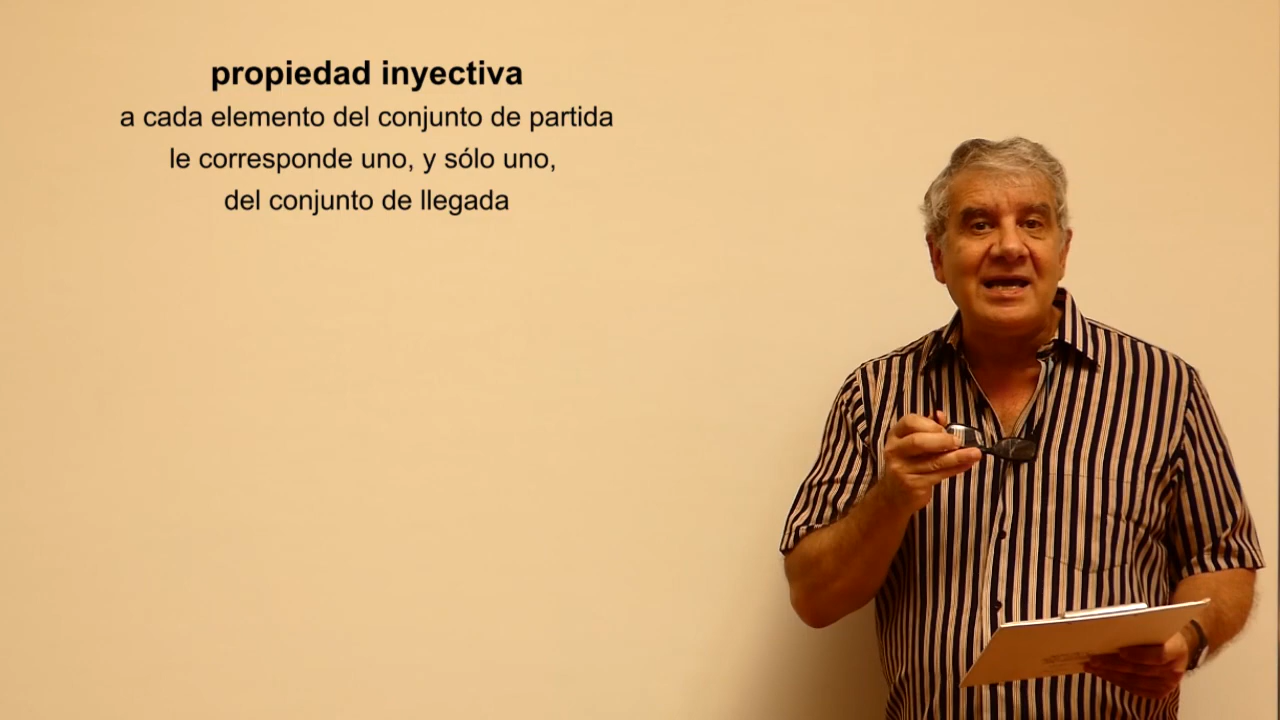 propiedad inyectiva
a cada elemento del conjunto de partida
le corresponde uno, y sólo uno,
del conjunto de llegada